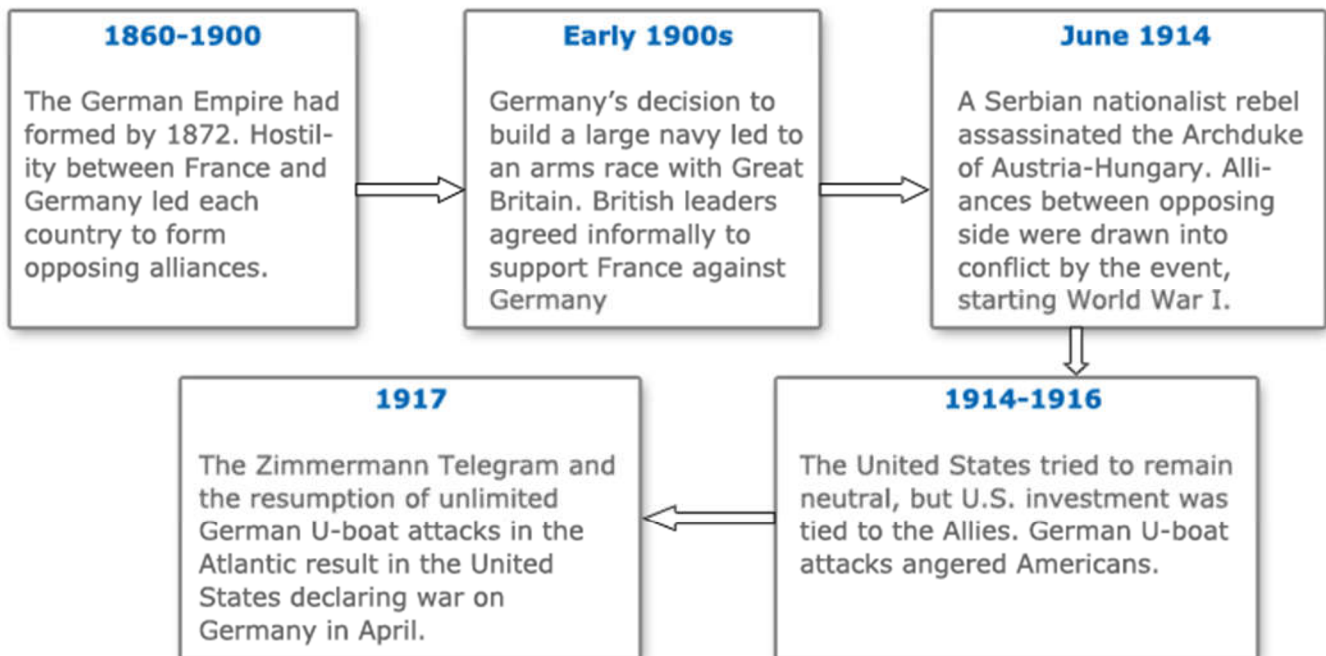 1860-1900
The German Empire had
formed by 1872. Hostil-
ity between France and
Germany led each
country to form
opposing alliances.
Early 1900s
Germany’s decision to
build a large navy led to
an arms race with Great
Britain. British leaders
agreed informally to
support France against
Germany
June 1914
A Serbian nationalist rebel
assassinated the Archduke
of Austria-Hungary. Alli-
ances between opposing
side were drawn into
conflict by the event,
starting World War I.
1914-1916
The United States tried to remain
neutral, but U.S. investment was
tied to the Allies. German U-boat
attacks angered Americans.
1917
The Zimmermann Telegram and
the resumption of unlimited
German U-boat attacks in the
Atlantic result in the United
States declaring war on
Germany in April.